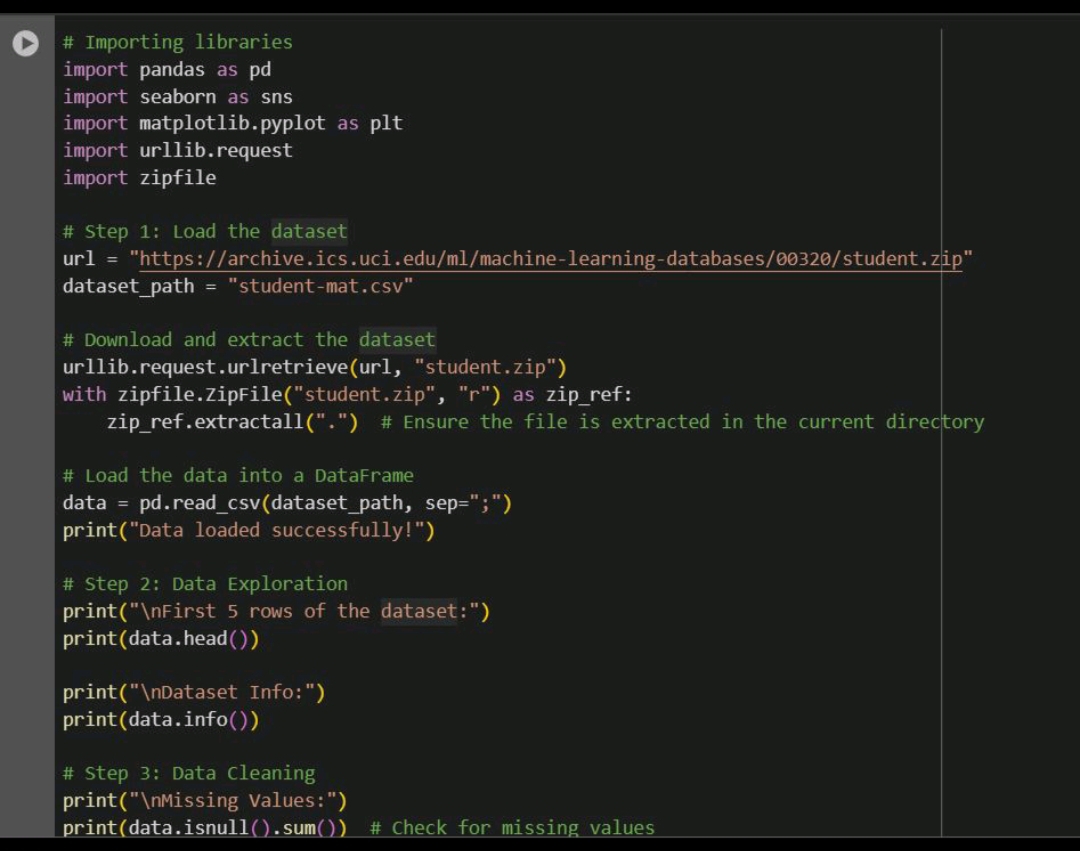 # Importing libraries
import pandas as pd
import seaborn as sns
import matplotlib.pyplot as plt
import urllib.request
import zipfile
# Step 1: Load the dataset
url = "https://archive.ics.uci.edu/ml/machine-learning-databases/00320/student.zip"
dataset_path = "student-mat.csv"
# Download and extract the dataset
urllib.request.urlretrieve(url, "student.zip")
with zipfile.ZipFile("student.zip", "r") as zip_ref:
    zip_ref.extractall(".")  # Ensure the file is extracted in the current directory
# Load the data into a DataFrame
data = pd.read_csv(dataset_path, sep=";")
print("Data loaded successfully!")
# Step 2: Data Exploration
print("\nFirst 5 rows of the dataset:")
print(data.head())
print("\nDataset Info:")
print(data.info())
# Step 3: Data Cleaning
print("\nMissing Values:")
print(data.isnull().sum())  # Check for missing values